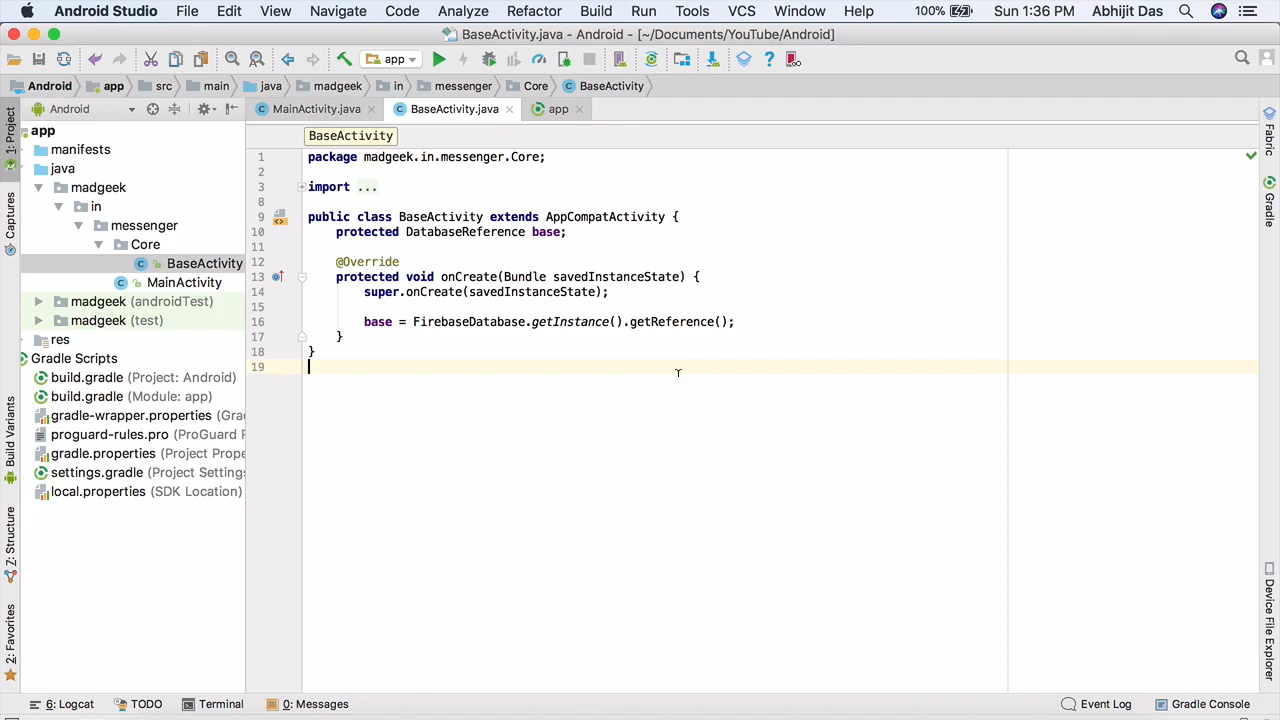 Android Studio File Edit View Navigate Code Analyze Refactor Build Run Tools VCS Window Help 100% Sun 1:36 PM Abhijit Das
BaseActivity.java - Android - [~/Documents/YouTube/Android]
app
Android app src main java madgeek in messenger Core BaseActivity
Android MainActivity.java BaseActivity.java app
1: Project
Captures
Build Variants
7: Structure
2: Favorites
app
manifests
java
madgeek
in
messenger
Core
BaseActivity
MainActivity
madgeek (androidTest)
madgeek (test)
res
Gradle Scripts
build.gradle (Project: Android)
build.gradle (Module: app)
gradle-wrapper.properties (Gra
proguard-rules.pro (ProGuard R
gradle.properties (Project Prope
settings.gradle (Project Setting
local.properties (SDK Location)
BaseActivity
1 package madgeek.in.messenger.Core;
2
3 import ...
8
9 public class BaseActivity extends AppCompatActivity {
10 protected DatabaseReference base;
11
12 @Override
13 protected void onCreate(Bundle savedInstanceState) {
14 super.onCreate(savedInstanceState);
15
16 base = FirebaseDatabase.getInstance().getReference();
17 }
18 }
19
Fabric
Gradle
Device File Explorer
6: Logcat TODO Terminal 0: Messages Event Log Gradle Console